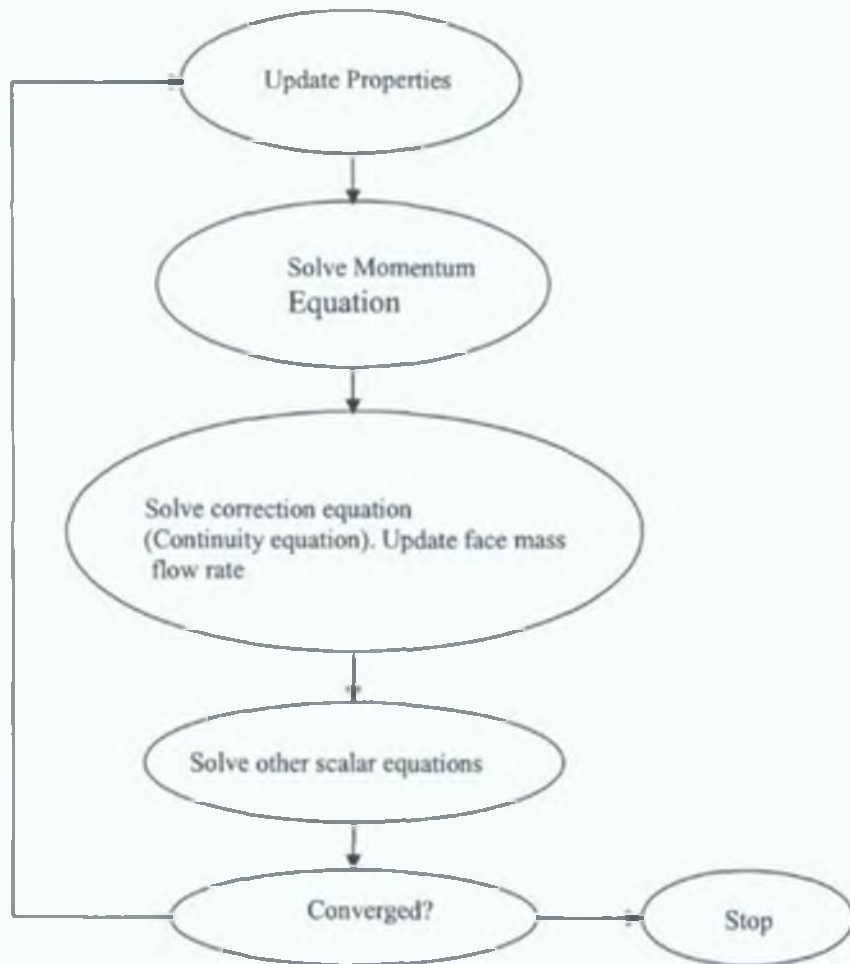 Update Properties
Solve Momentum
Equation
Solve correction equation
(Continuity equation). Update face mass
flow rate
Solve other scalar equations
Converged?
Stop